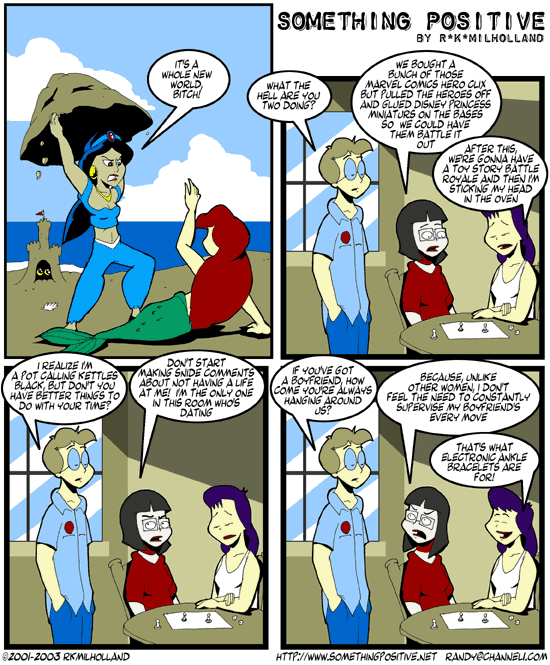 SOMETHING POSITIVE
BY R*K*MILHOLLAND
IT'S A
WHOLE NEW
WORLD,
BITCH!
WHAT THE
HELL ARE YOU
TWO DOING?
WE BOUGHT A
BUNCH OF THOSE
MARVEL COMICS HERO CLIX
BUT PULLED THE HEROES OFF
AND GLUED DISNEY PRINCESS
MINIATURS ON THE BASES
SO WE COULD HAVE
THEM BATTLE IT
OUT
AFTER THIS,
WE'RE GONNA HAVE
A TOY STORY BATTLE
ROYALE AND THEN I'M
STICKING MY HEAD
IN THE OVEN
I REALIZE I'M
A POT CALLING KETTLES
BLACK, BUT DON'T YOU
HAVE BETTER THINGS TO
DO WITH YOUR TIME?
DON'T START
MAKING SNIDE COMMENTS
ABOUT NOT HAVING A LIFE
AT ME! I'M THE ONLY ONE
IN THIS ROOM WHO'S
DATING
IF YOU'VE GOT
A BOYFRIEND, HOW
COME YOU'RE ALWAYS
HANGING AROUND
US?
BECAUSE, UNLIKE
OTHER WOMEN, I DON'T
FEEL THE NEED TO CONSTANTLY
SUPERVISE MY BOYFRIEND'S
EVERY MOVE
THAT'S WHAT
ELECTRONIC ANKLE
BRACELETS ARE
FOR!
©2001-2003 RKMILHOLLAND
HTTP://WWW.SOMETHINGPOSITIVE.NET RANDY@CHANNEL1.COM